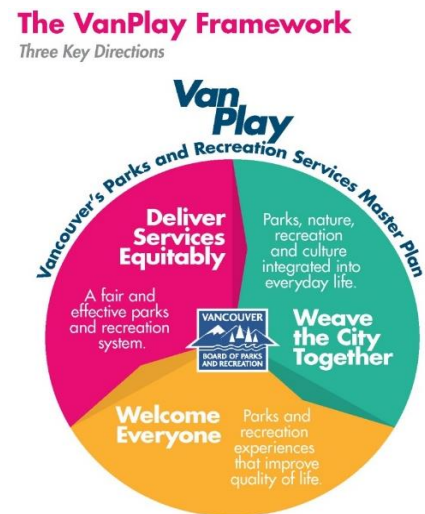 The VanPlay Framework
Three Key Directions
Van
Play
Vancouver's Parks and Recreation Services Master Plan
Deliver
Services
Equitably
A fair and
effective parks
and recreation
system.
Parks, nature,
recreation
and culture
integrated into
everyday life.
Weave
the City
Together
VANCOUVER
BOARD OF PARKS
AND RECREATION
Welcome
Everyone
Parks and
recreation
experiences
that improve
quality of life.